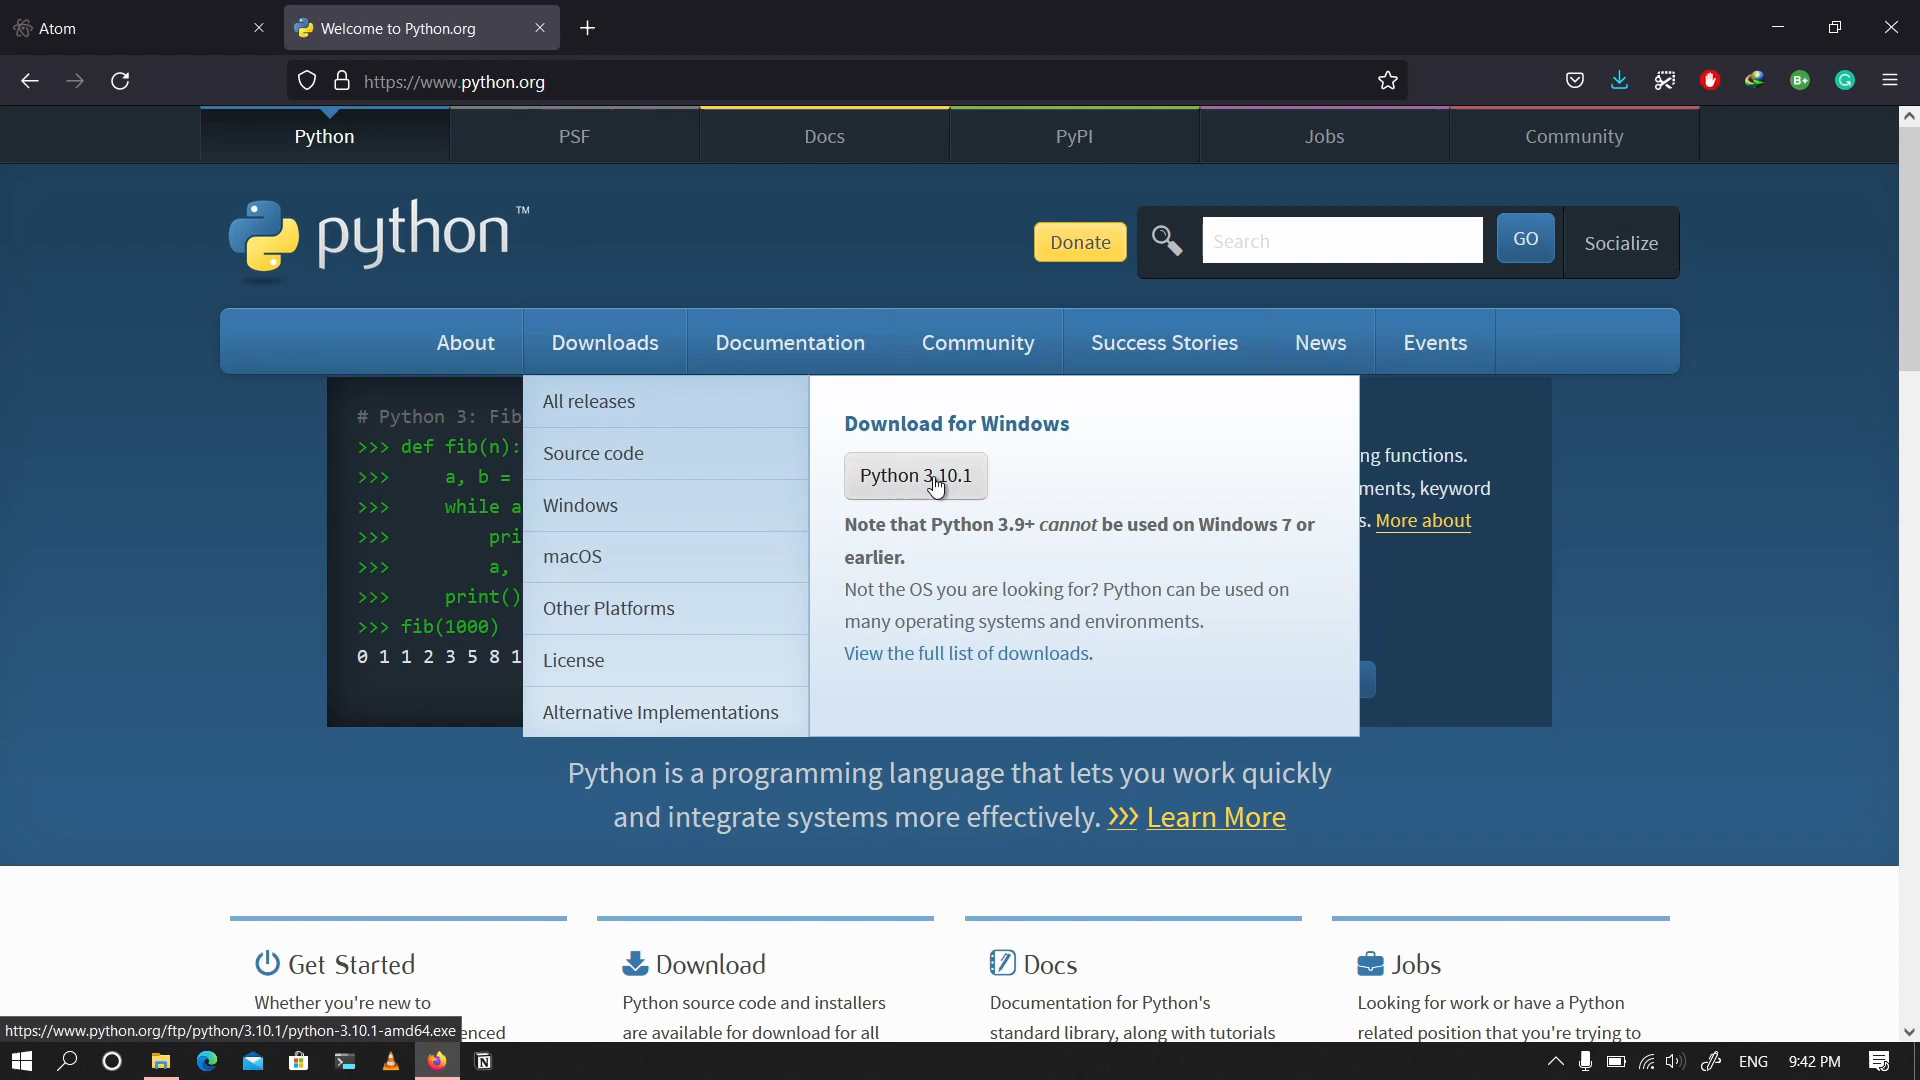 Atom
Welcome to Python.org
https://www.python.org
B+
G
Python
PSF
Docs
PyPI
Jobs
Community
python™
Donate
Search
GO
Socialize
About
Downloads
Documentation
Community
Success Stories
News
Events
# Python 3: Fib
>>> def fib(n):
>>> a, b =
>>> while a
>>> pri
>>> a,
>>> print()
>>> fib(1000)
0 1 1 2 3 5 8 1
All releases
Source code
Windows
macOS
Other Platforms
License
Alternative Implementations
Download for Windows
Python 3.10.1
Note that Python 3.9+ cannot be used on Windows 7 or
earlier.
Not the OS you are looking for? Python can be used on
many operating systems and environments.
View the full list of downloads.
ng functions.
ments, keyword
s. More about
Python is a programming language that lets you work quickly
and integrate systems more effectively. >>> Learn More
Get Started
Whether you're new to
enced
Download
Python source code and installers
are available for download for all
Docs
Documentation for Python's
standard library, along with tutorials
Jobs
Looking for work or have a Python
related position that you're trying to
https://www.python.org/ftp/python/3.10.1/python-3.10.1-amd64.exe
N
ENG
9:42 PM